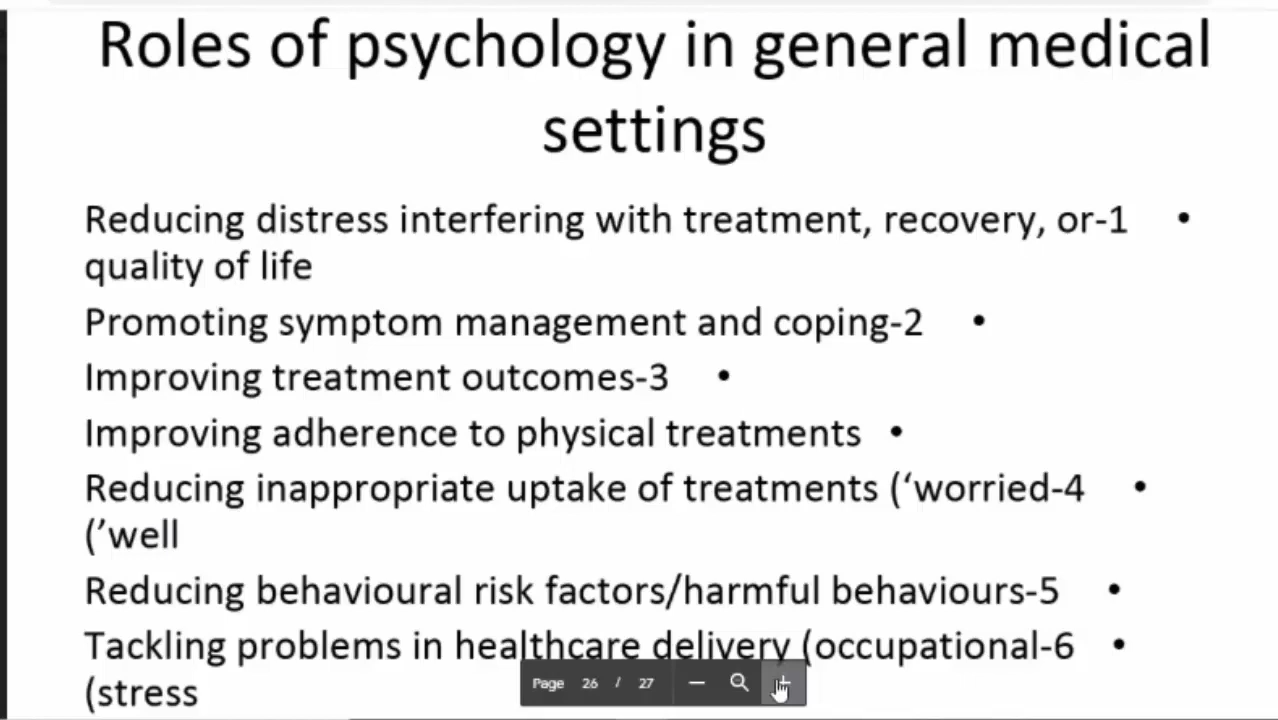 Roles of psychology in general medical
settings
Reducing distress interfering with treatment, recovery, or-1 •
quality of life
Promoting symptom management and coping-2 •
Improving treatment outcomes-3 •
Improving adherence to physical treatments •
Reducing inappropriate uptake of treatments (‘worried-4 •
(’well
Reducing behavioural risk factors/harmful behaviours-5 •
Tackling problems in healthcare delivery (occupational-6 •
(stress
Page 26 / 27